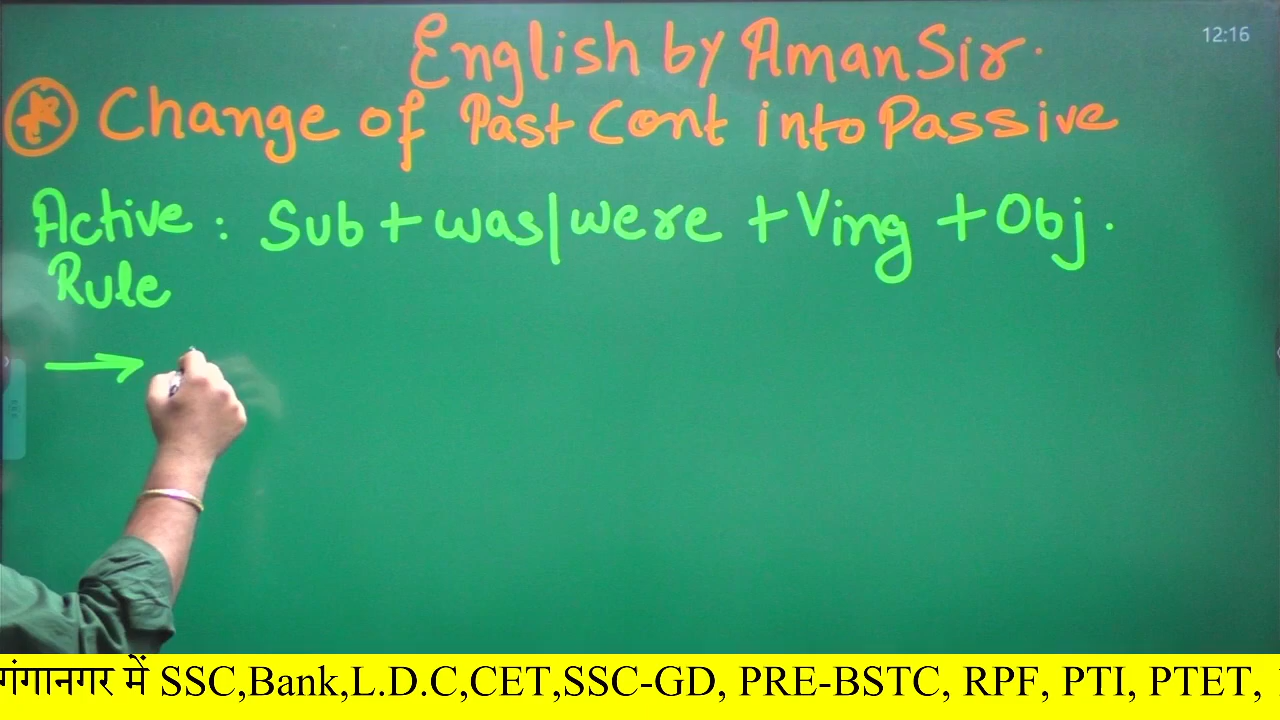 English by Aman Sir.
12:16
Change of Past Cont into Passive
Active : Sub + was/were + Ving + Obj.
Rule
→
गंगानगर में SSC,Bank,L.D.C,CET,SSC-GD, PRE-BSTC, RPF, PTI, PTET,